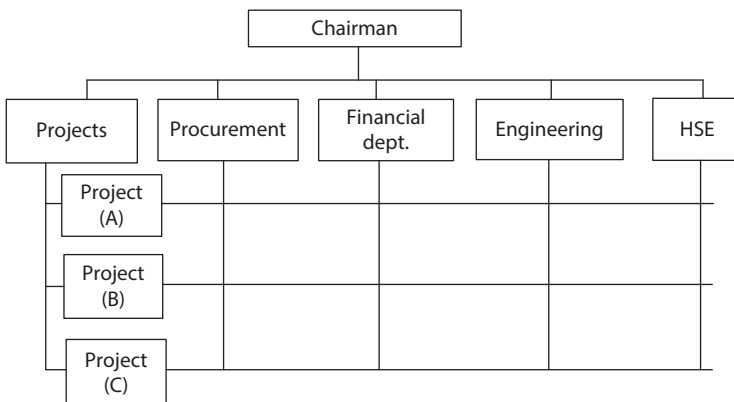 Chairman
Projects
Procurement
Financial
dept.
Engineering
HSE
Project
(A)
Project
(B)
Project
(C)